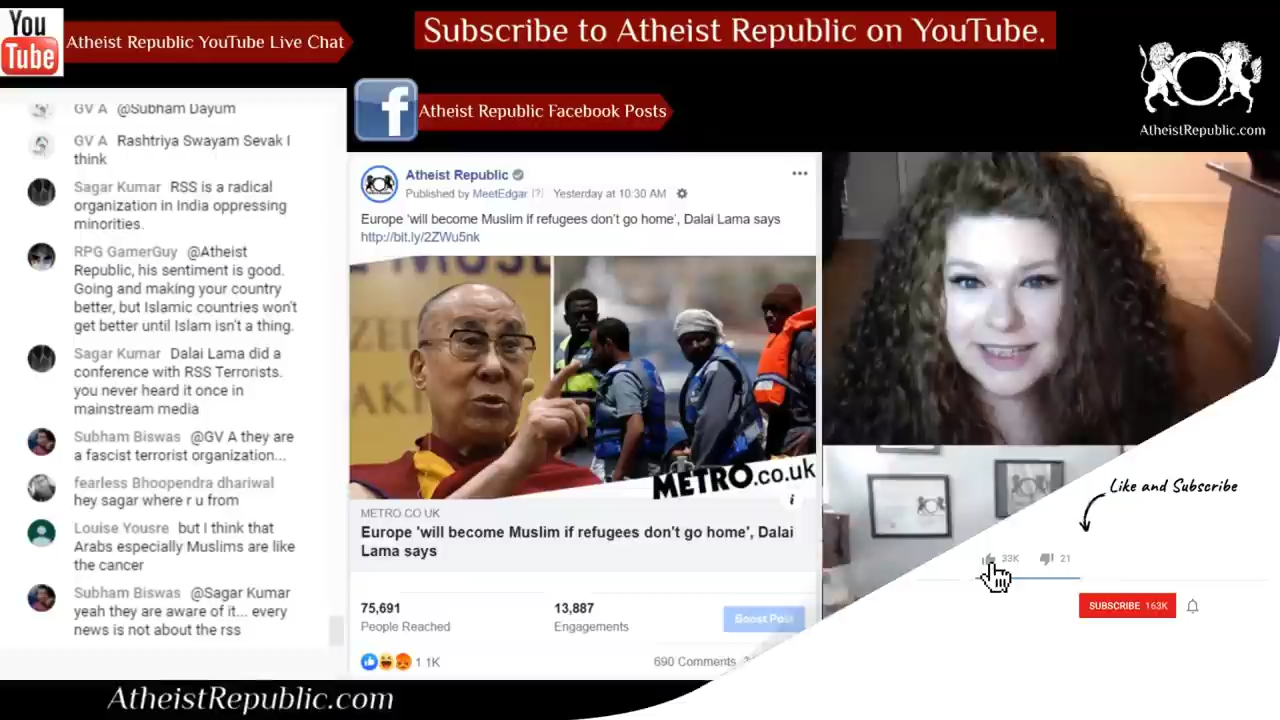 You
Tube
Atheist Republic YouTube Live Chat
Subscribe to Atheist Republic on YouTube.
AtheistRepublic.com
f
Atheist Republic Facebook Posts
GV A @Subham Dayum
GV A Rashtriya Swayam Sevak I
think
Sagar Kumar RSS is a radical
organization in India oppressing
minorities.
RPG GamerGuy @Atheist
Republic, his sentiment is good.
Going and making your country
better, but Islamic countries won't
get better until Islam isn't a thing.
Sagar Kumar Dalai Lama did a
conference with RSS Terrorists.
you never heard it once in
mainstream media
Subham Biswas @GV A they are
a fascist terrorist organization...
fearless Bhoopendra dhariwal
hey sagar where r u from
Louise Yousre but I think that
Arabs especially Muslims are like
the cancer
Subham Biswas @Sagar Kumar
yeah they are aware of it... every
news is not about the rss
Atheist Republic
Published by MeetEdgar [?] Yesterday at 10:30 AM
Europe 'will become Muslim if refugees don't go home', Dalai Lama says
http://bit.ly/2ZWu5nk
METRO.co.uk
i
METRO.CO.UK
Europe 'will become Muslim if refugees don't go home', Dalai
Lama says
75,691
People Reached
13,887
Engagements
Boost Post
1.1K
690 Comments
Like and Subscribe
33K
21
SUBSCRIBE 163K
AtheistRepublic.com